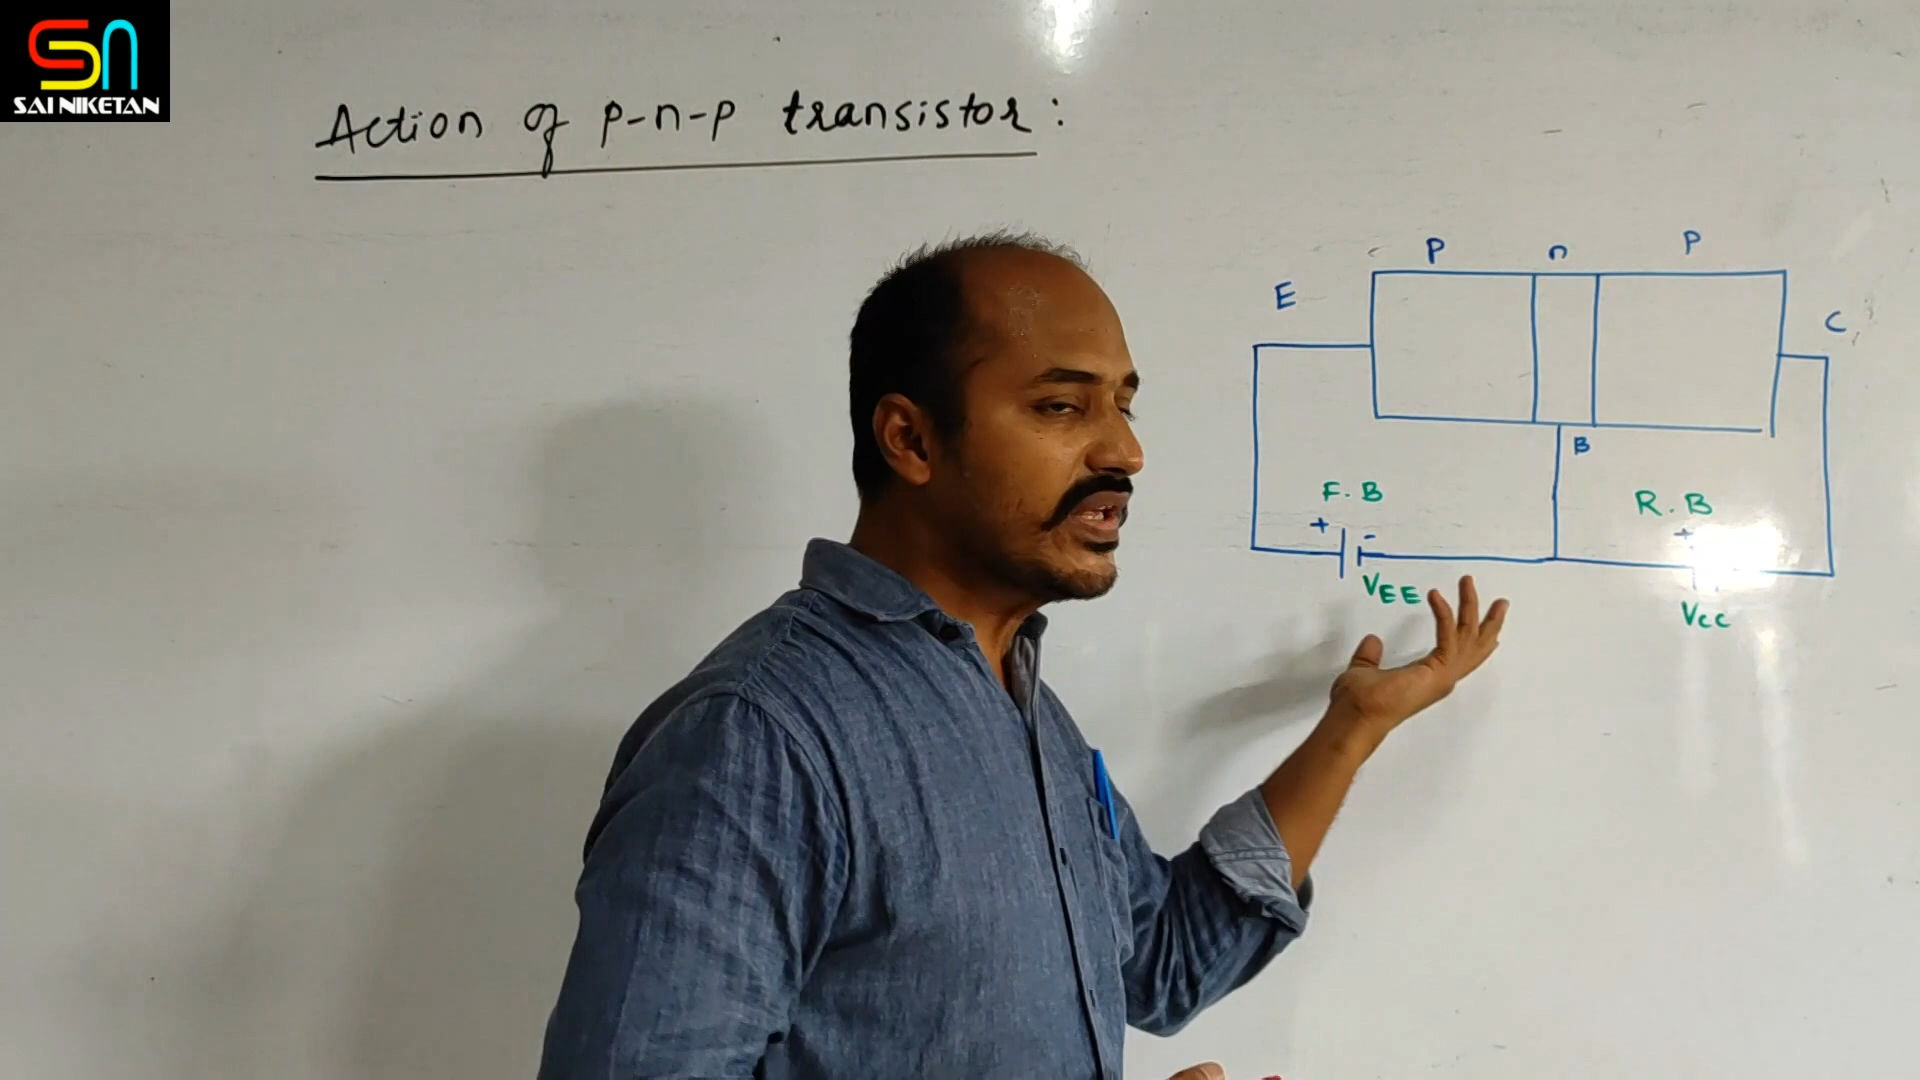 SAI NIKETAN
Action of p-n-p transistor :
P n P
E
C
B
F.B
R.B
+ -
+
VEE
VCC